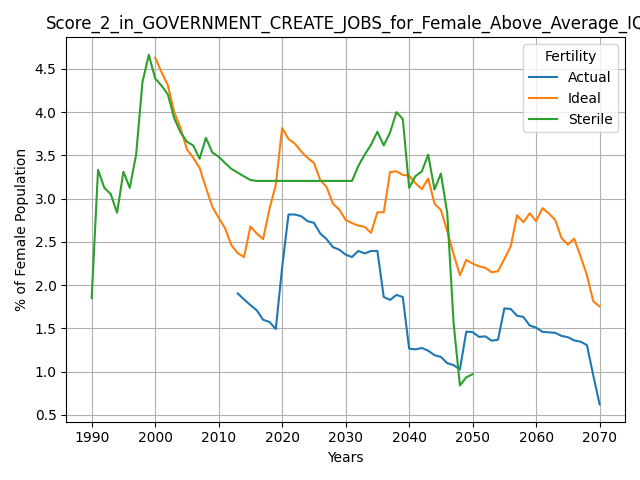 Score_2_in_GOVERNMENT_CREATE_JOBS_for_Female_Above_Average_IQ
Fertility
Actual
Ideal
Sterile
% of Female Population
4.5
4.0
3.5
3.0
2.5
2.0
1.5
1.0
0.5
1990 2000 2010 2020 2030 2040 2050 2060 2070
Years